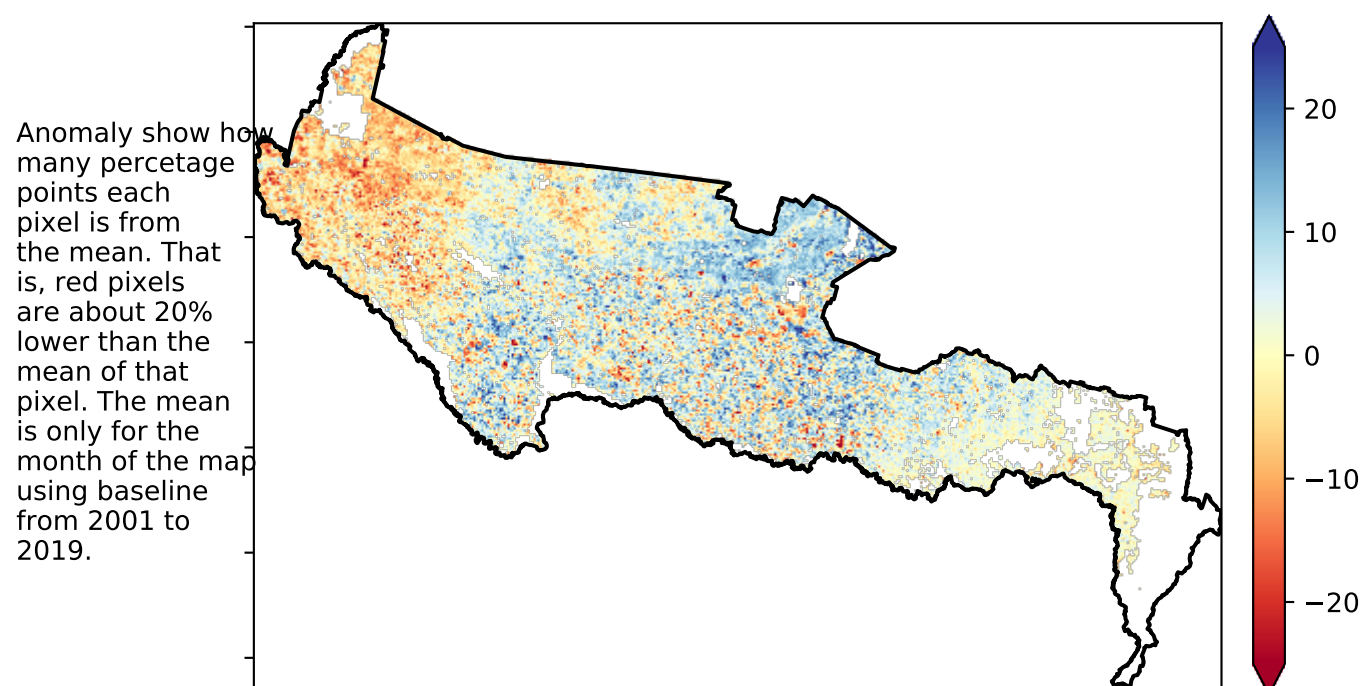 Anomaly show how
many percetage
points each
pixel is from
the mean. That
is, red pixels
are about 20%
lower than the
mean of that
pixel. The mean
is only for the
month of the map
using baseline
from 2001 to
2019.
20
10
0
−10
−20